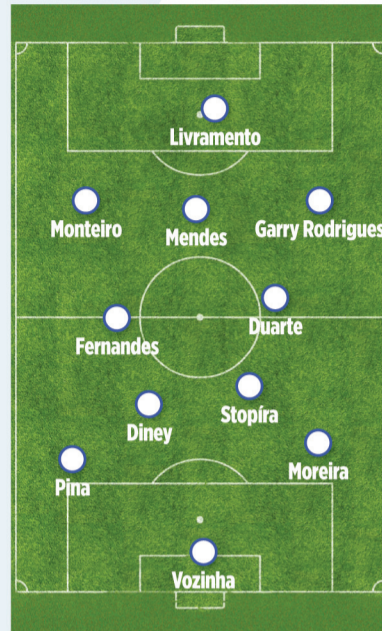 Livramento
Monteiro
Mendes
Garry Rodrigues
Duarte
Fernandes
Stopíra
Diney
Moreira
Pina
Vozinha